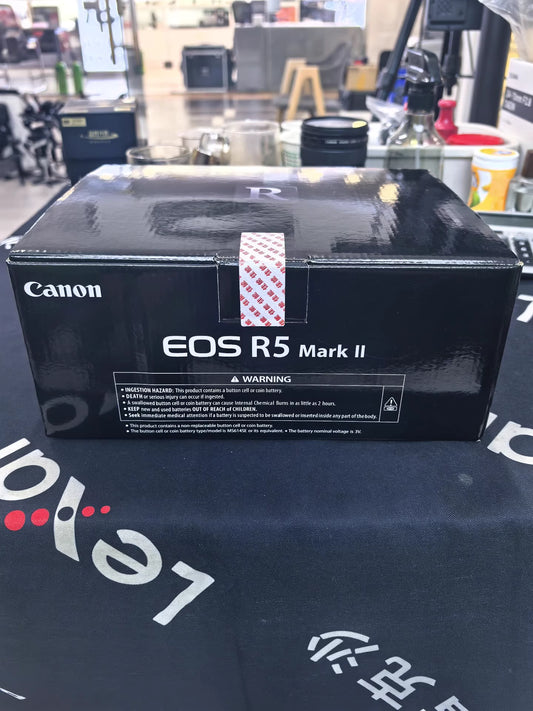 R
Canon
EOS R5 Mark II
⚠ WARNING
• INGESTION HAZARD: This product contains a button cell or coin battery.
• DEATH or serious injury can occur if ingested.
• A swallowed button cell or coin battery can cause Internal Chemical Burns in as little as 2 hours.
• KEEP new and used batteries OUT OF REACH of CHILDREN.
• Seek immediate medical attention if a battery is suspected to be swallowed or inserted inside any part of the body.
• This product contains a non-replaceable button cell or coin battery.
• The button cell or coin battery type/model is MS614SE or its equivalent. • The battery nominal voltage is 3V.
LeYa
克沙